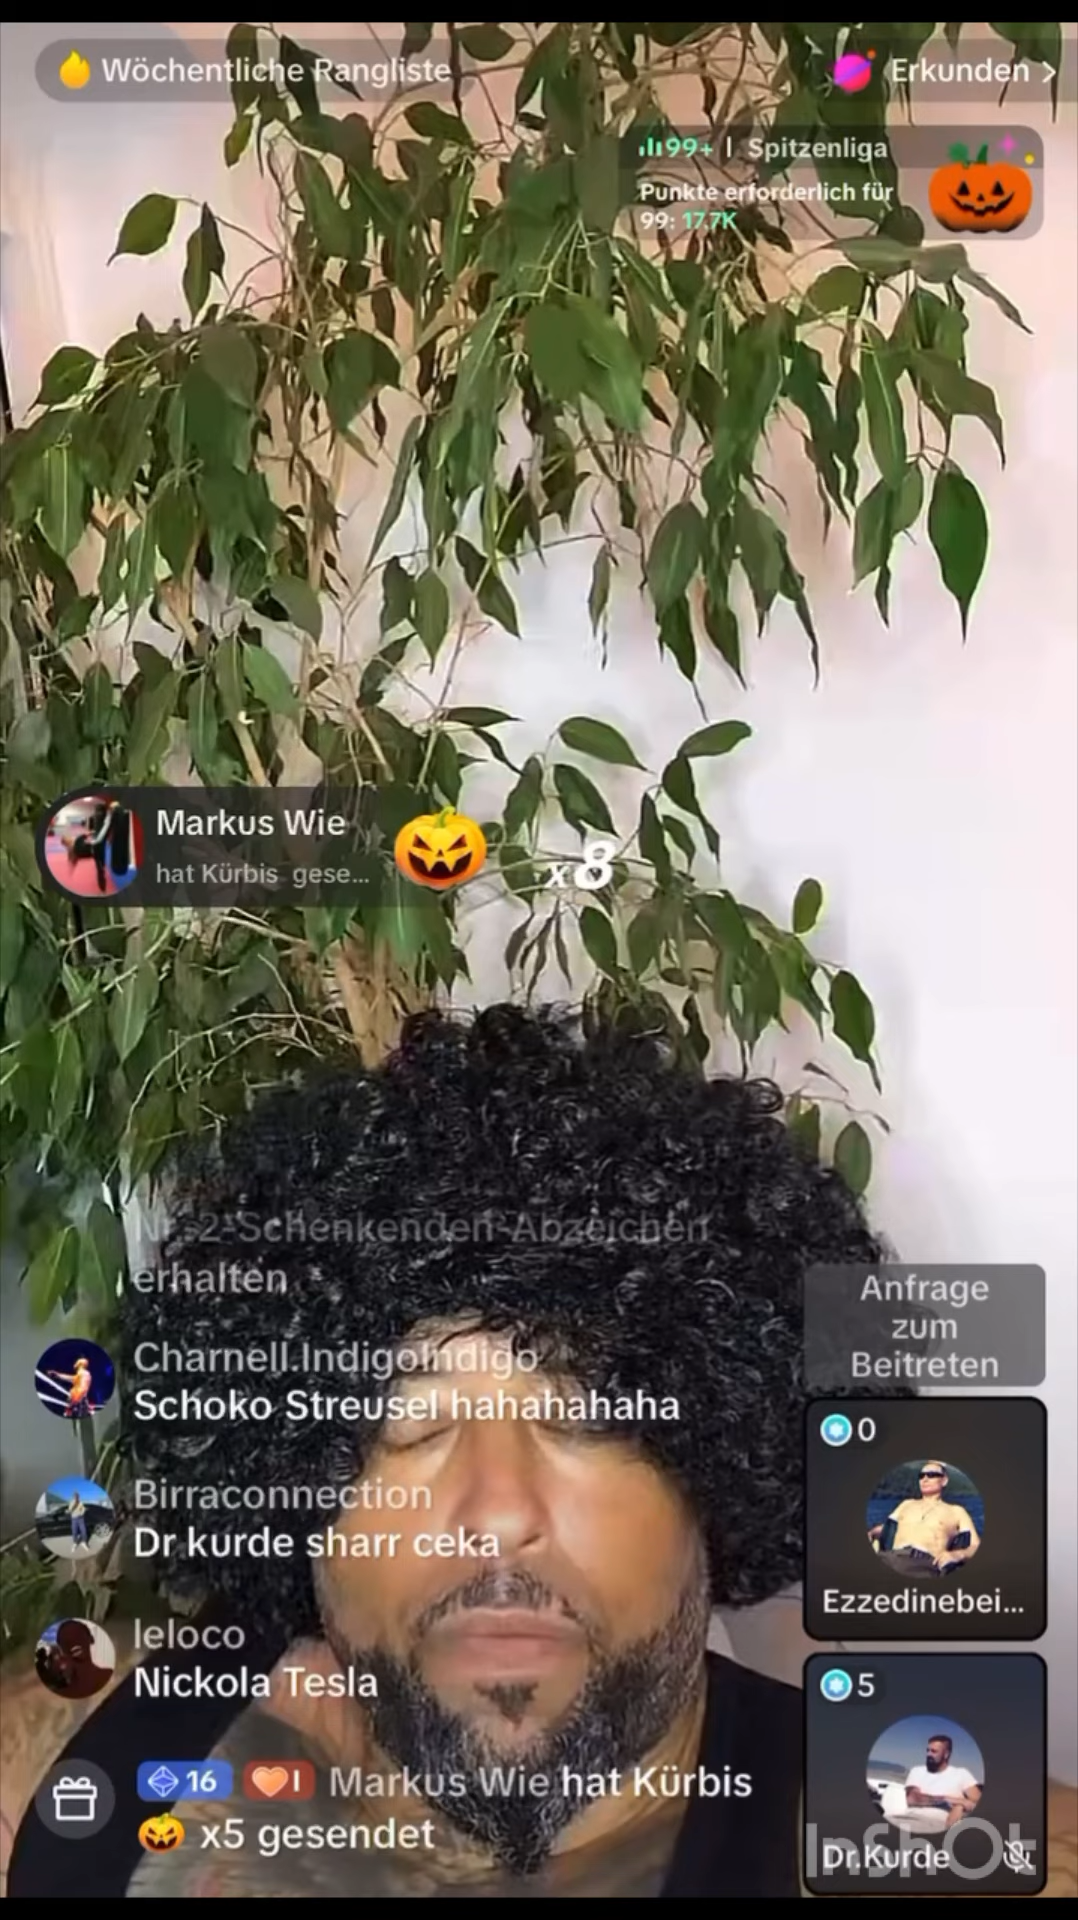 Wöchentliche Rangliste
Erkunden >
99+ | Spitzenliga
Punkte erforderlich für
99: 17.7K
Markus Wie
hat Kürbis gese...
x8
Nr.-2-Schenkenden-Abzeichen
erhalten
Charnell.IndigoIndigo
Schoko Streusel hahahahaha
Birraconnection
Dr kurde sharr ceka
leloco
Nickola Tesla
16 I Markus Wie hat Kürbis
x5 gesendet
Anfrage
zum
Beitreten
0
Ezzedinebei...
5
Dr.Kurde
InShOt